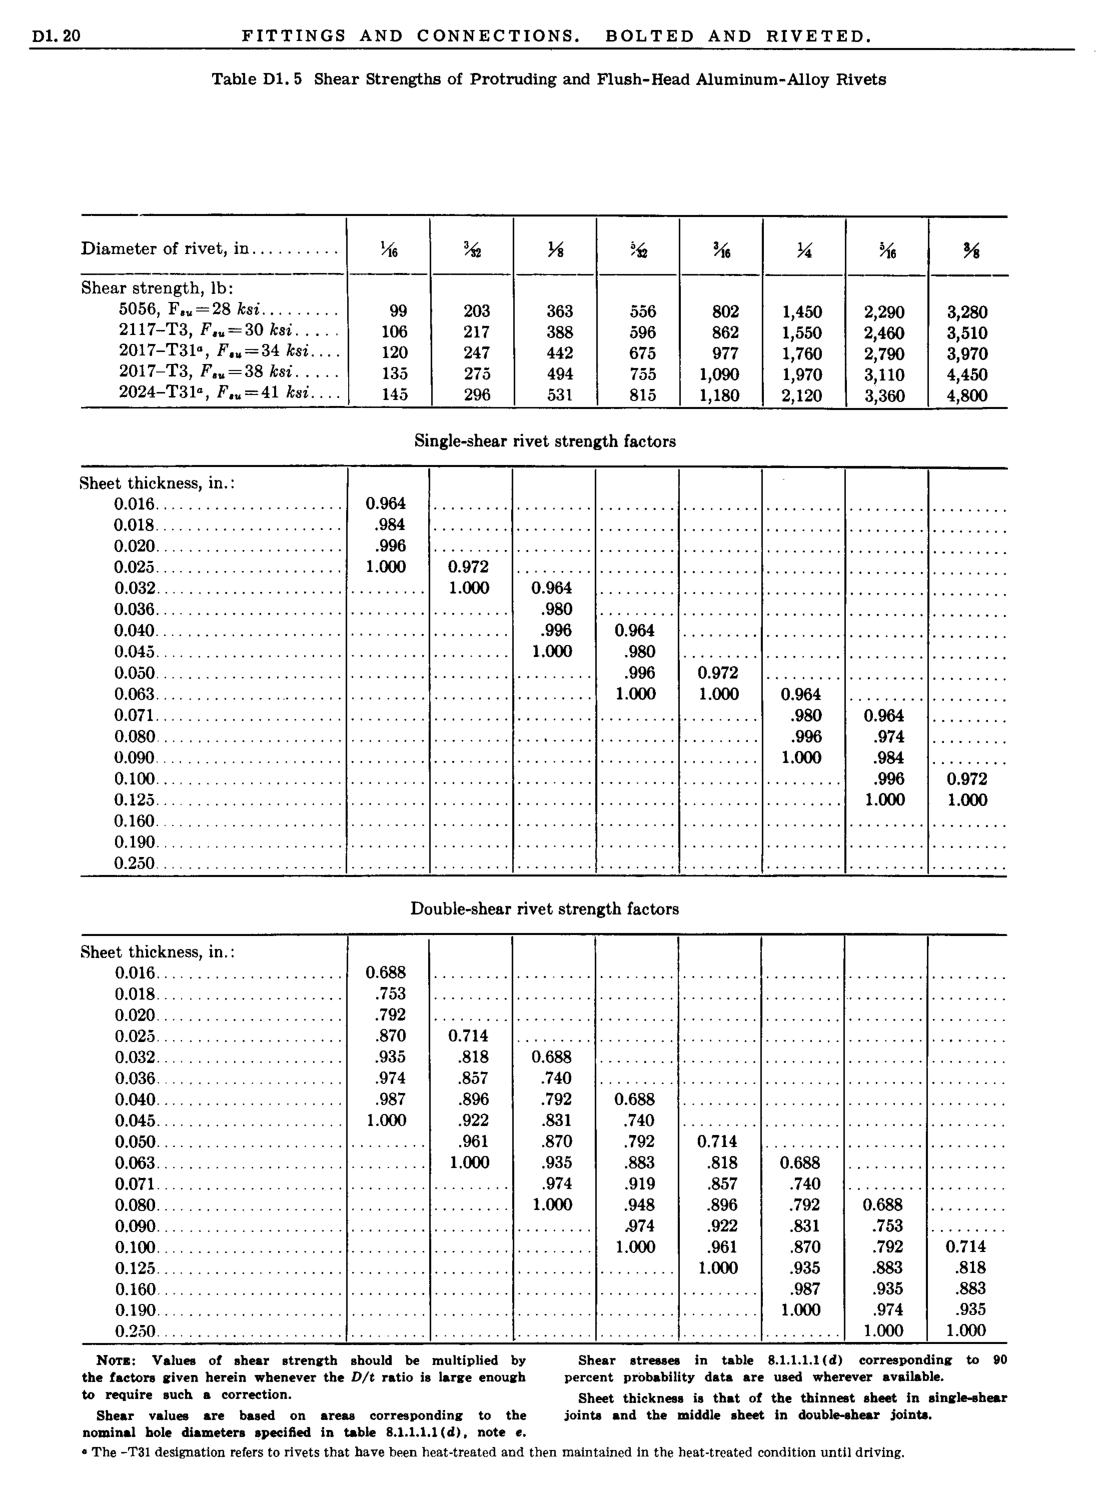 D1.20 FITTINGS AND CONNECTIONS. BOLTED AND RIVETED.
Table D1.5 Shear Strengths of Protruding and Flush-Head Aluminum-Alloy Rivets
Diameter of rivet, in.......... 1/16 3/32 1/8 5/32 3/16 1/4 5/16 3/8
Shear strength, lb:
5056, Fsu=28 ksi......... 99 203 363 556 802 1,450 2,290 3,280
2117-T3, Fsu=30 ksi..... 106 217 388 596 862 1,550 2,460 3,510
2017-T31a, Fsu=34 ksi.... 120 247 442 675 977 1,760 2,790 3,970
2017-T3, Fsu=38 ksi..... 135 275 494 755 1,090 1,970 3,110 4,450
2024-T31a, Fsu=41 ksi.... 145 296 531 815 1,180 2,120 3,360 4,800
Single-shear rivet strength factors
Sheet thickness, in.:
0.016 0.964
0.018 .984
0.020 .996
0.025 1.000 0.972
0.032 1.000 0.964
0.036 .980
0.040 .996 0.964
0.045 1.000 .980
0.050 .996 0.972
0.063 1.000 1.000 0.964
0.071 .980 0.964
0.080 .996 .974
0.090 1.000 .984
0.100 .996 0.972
0.125 1.000 1.000
0.160
0.190
0.250
Double-shear rivet strength factors
Sheet thickness, in.:
0.016 0.688
0.018 .753
0.020 .792
0.025 .870 0.714
0.032 .935 .818 0.688
0.036 .974 .857 .740
0.040 .987 .896 .792 0.688
0.045 1.000 .922 .831 .740
0.050 .961 .870 .792 0.714
0.063 1.000 .935 .883 .818 0.688
0.071 .974 .919 .857 .740
0.080 1.000 .948 .896 .792 0.688
0.090 .974 .922 .831 .753
0.100 1.000 .961 .870 .792 0.714
0.125 1.000 .935 .883 .818
0.160 .987 .935 .883
0.190 1.000 .974 .935
0.250 1.000 1.000
NOTE: Values of shear strength should be multiplied by
the factors given herein whenever the D/t ratio is large enough
to require such a correction.
Shear values are based on areas corresponding to the
nominal hole diameters specified in table 8.1.1.1.1(d), note e.
Shear stresses in table 8.1.1.1.1(d) corresponding to 90
percent probability data are used wherever available.
Sheet thickness is that of the thinnest sheet in single-shear
joints and the middle sheet in double-shear joints.
a The -T31 designation refers to rivets that have been heat-treated and then maintained in the heat-treated condition until driving.